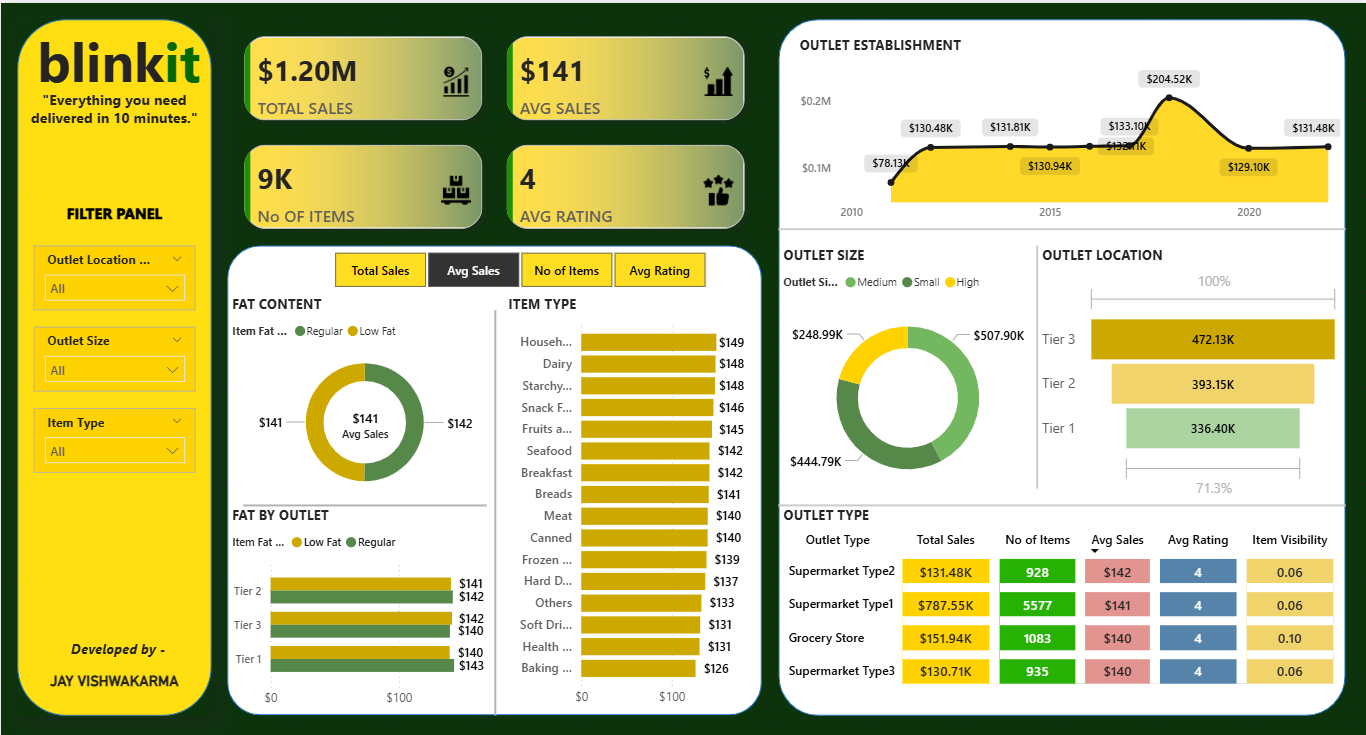 blinkit
"Everything you need
delivered in 10 minutes."
FILTER PANEL
Outlet Location ...
All
Outlet Size
All
Item Type
All
Developed by -
JAY VISHWAKARMA
$1.20M
TOTAL SALES
$141
AVG SALES
9K
No OF ITEMS
4
AVG RATING
Total Sales
Avg Sales
No of Items
Avg Rating
FAT CONTENT
Item Fat ... Regular Low Fat
$141
$141
Avg Sales
$142
FAT BY OUTLET
Item Fat ... Low Fat Regular
Tier 2 $141
$142
Tier 3 $142
$140
Tier 1 $140
$143
$0 $100
ITEM TYPE
Househ... $149
Dairy $148
Starchy... $148
Snack F... $146
Fruits a... $145
Seafood $142
Breakfast $142
Breads $141
Meat $140
Canned $140
Frozen ... $139
Hard D... $137
Others $133
Soft Dri... $131
Health ... $131
Baking ... $126
$0 $100
OUTLET ESTABLISHMENT
$0.2M
$0.1M
$78.13K
$130.48K
$131.81K
$130.94K
$133.10K
$132.11K
$204.52K
$129.10K
$131.48K
2010 2015 2020
OUTLET SIZE
Outlet Si... Medium Small High
$248.99K
$507.90K
$444.79K
OUTLET LOCATION
100%
Tier 3 472.13K
Tier 2 393.15K
Tier 1 336.40K
71.3%
OUTLET TYPE
Outlet Type Total Sales No of Items Avg Sales Avg Rating Item Visibility
Supermarket Type2 $131.48K 928 $142 4 0.06
Supermarket Type1 $787.55K 5577 $141 4 0.06
Grocery Store $151.94K 1083 $140 4 0.10
Supermarket Type3 $130.71K 935 $140 4 0.06